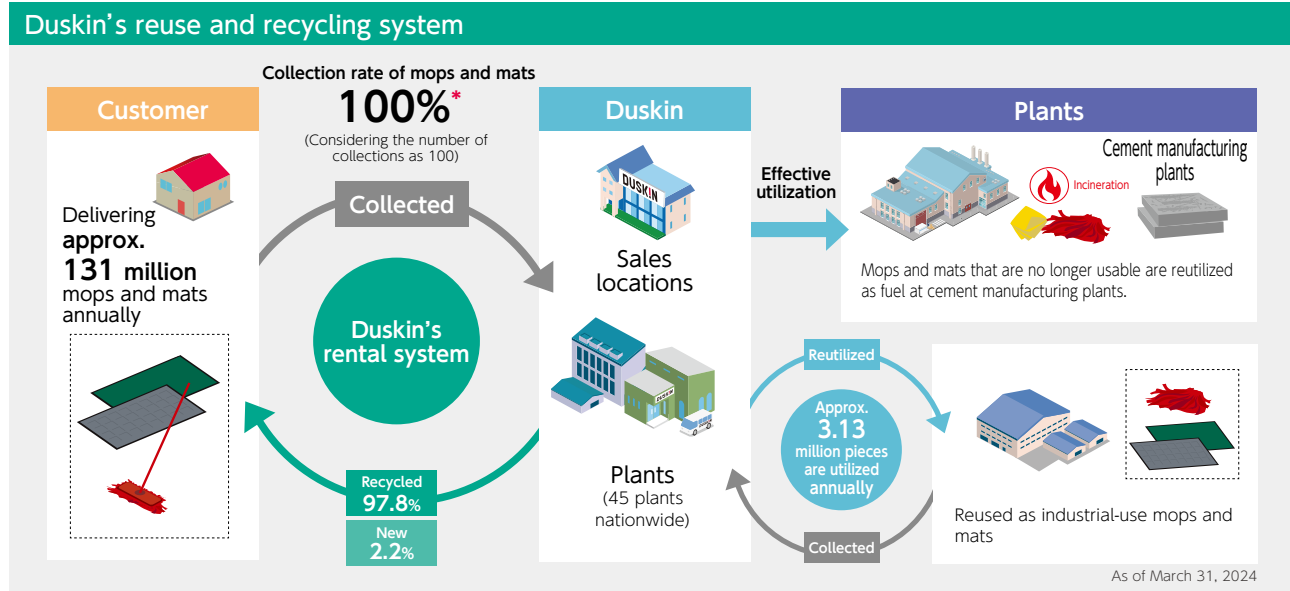 Duskin's reuse and recycling system
Collection rate of mops and mats
100%*
(Considering the number of
collections as 100)
Customer
Delivering
approx.
131 million
mops and mats
annually
Collected
Duskin's
rental system
Recycled
97.8%
New
2.2%
Duskin
DUSKIN
Sales
locations
DUSKIN
Plants
(45 plants
nationwide)
Effective
utilization
Plants
Incineration
Cement manufacturing
plants
Mops and mats that are no longer usable are reutilized
as fuel at cement manufacturing plants.
Reutilized
Approx.
3.13
million pieces
are utilized
annually
Collected
Reused as industrial-use mops and
mats
As of March 31, 2024